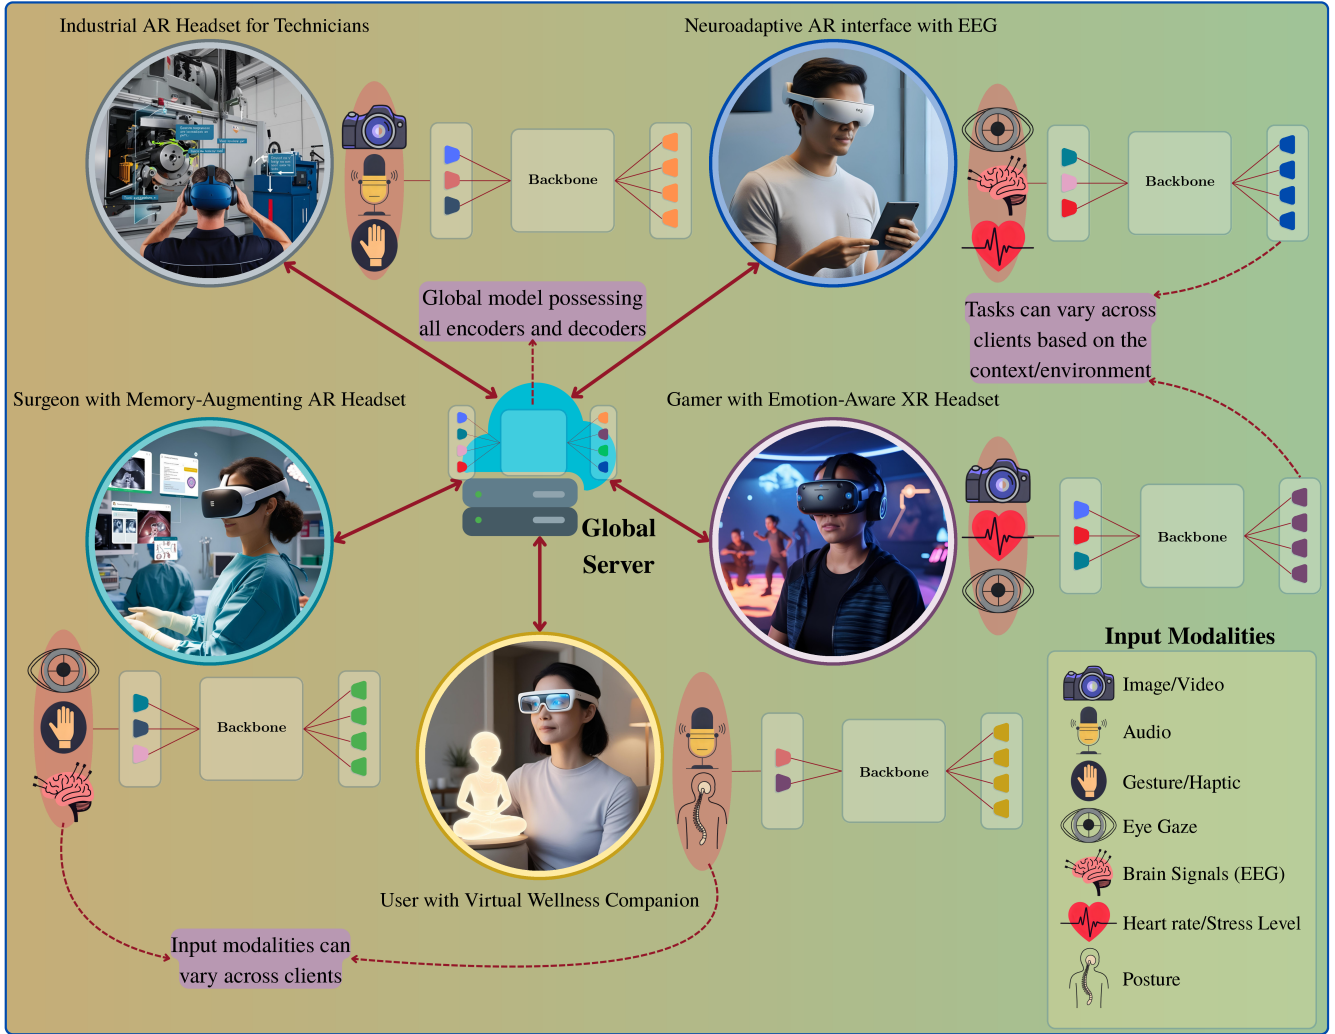 Industrial AR Headset for Technicians
Neuroadaptive AR interface with EEG
Backbone
Backbone
Global model possessing
all encoders and decoders
Tasks can vary across
clients based on the
context/environment
Surgeon with Memory-Augmenting AR Headset
Gamer with Emotion-Aware XR Headset
Global
Server
Backbone
Backbone
Backbone
User with Virtual Wellness Companion
Input modalities can
vary across clients
Input Modalities
Image/Video
Audio
Gesture/Haptic
Eye Gaze
Brain Signals (EEG)
Heart rate/Stress Level
Posture